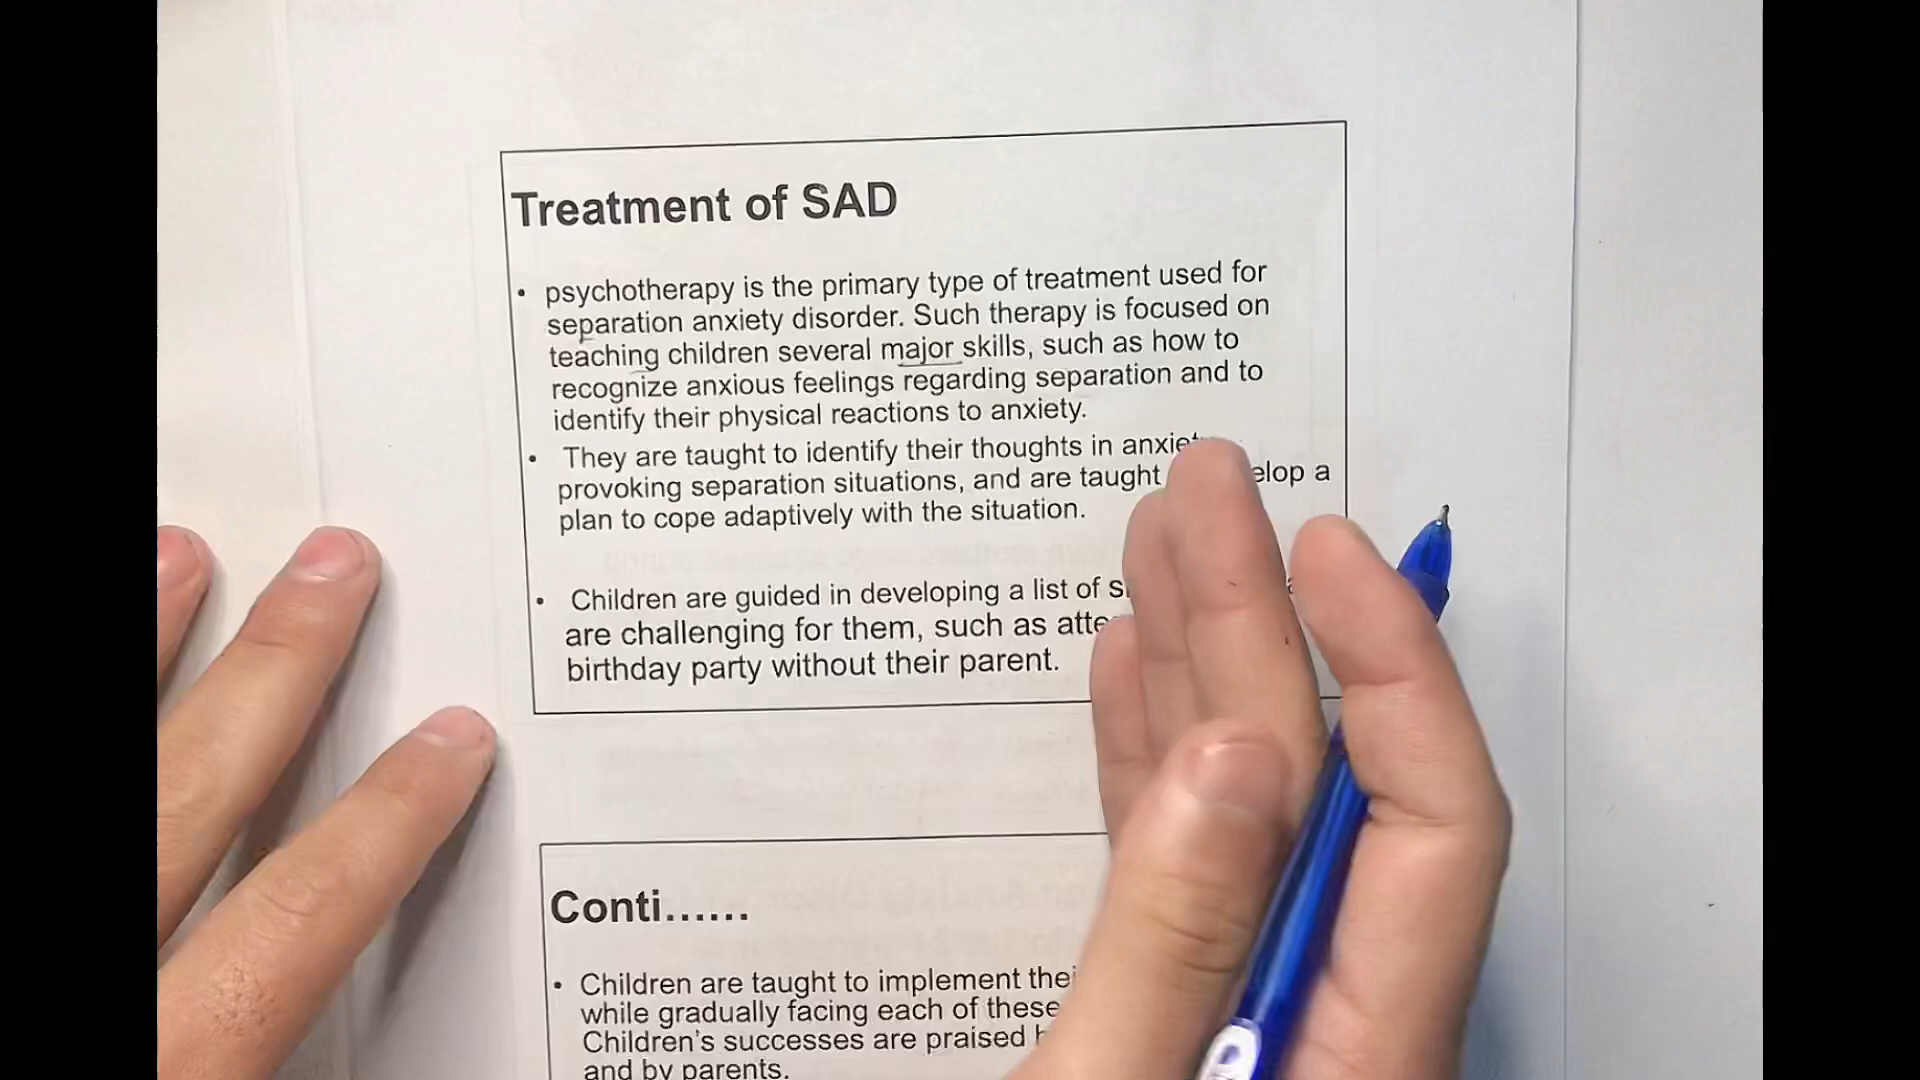 Treatment of SAD
• psychotherapy is the primary type of treatment used for
separation anxiety disorder. Such therapy is focused on
teaching children several major skills, such as how to
recognize anxious feelings regarding separation and to
identify their physical reactions to anxiety.
• They are taught to identify their thoughts in
provoking separation situations, and are taught a
plan to cope adaptively with the situation.
• Children are guided in developing a list of
are challenging for them, such as
birthday party without their parent.
Conti......
• Children are taught to implement
while gradually facing each of these
Children's successes are praised
and by parents.